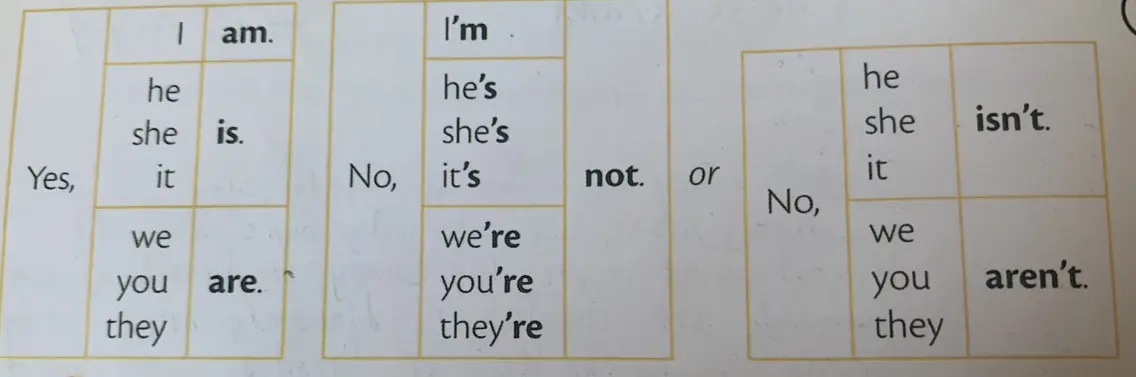 I am.
he
she is.
it
Yes,
we
you are.
they
I'm
he's
she's
it's
No, not.
we're
you're
they're
or
he
she isn't.
it
No,
we
you aren't.
they